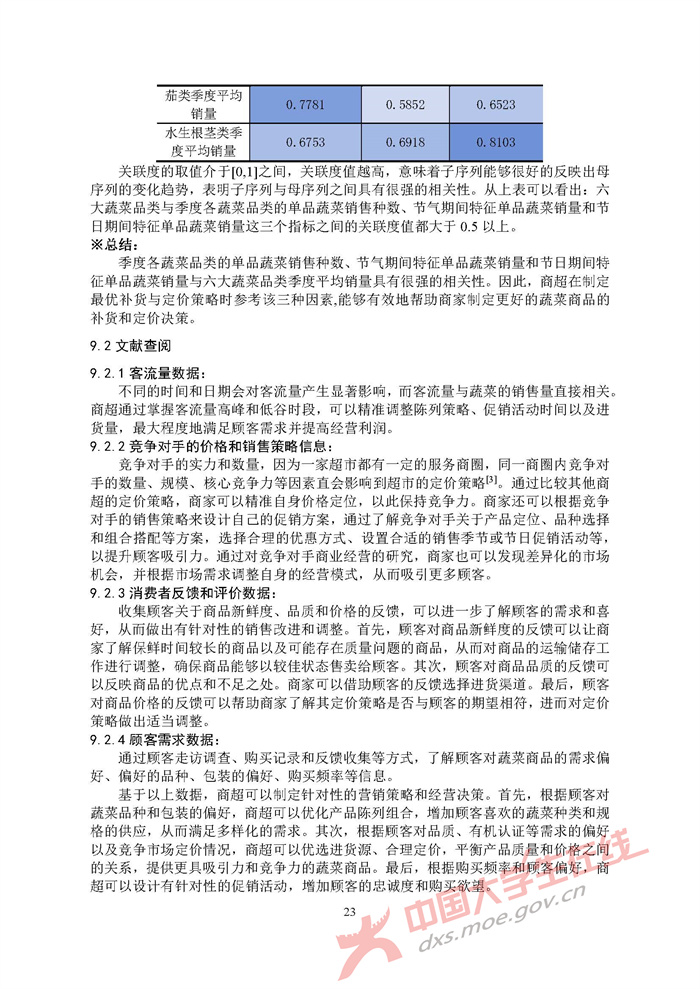 茄类季度平均
销量
0.7781
0.5852
0.6523
水生根茎类季
度平均销量
0.6753
0.6918
0.8103
关联度的取值介于[0,1]之间，关联度值越高，意味着子序列能够很好的反映出母
序列的变化趋势，表明子序列与母序列之间具有很强的相关性。从上表可以看出：六
大蔬菜品类与季度各蔬菜品类的单品蔬菜销售种数、节气期间特征单品蔬菜销量和节
日期间特征单品蔬菜销量这三个指标之间的关联度值都大于 0.5 以上。
※总结：
季度各蔬菜品类的单品蔬菜销售种数、节气期间特征单品蔬菜销量和节日期间特
征单品蔬菜销量与六大蔬菜品类季度平均销量具有很强的相关性。因此，商超在制定
最优补货与定价策略时参考该三种因素,能够有效地帮助商家制定更好的蔬菜商品的
补货和定价决策。
9.2 文献查阅
9.2.1 客流量数据：
不同的时间和日期会对客流量产生显著影响，而客流量与蔬菜的销售量直接相关。
商超通过掌握客流量高峰和低谷时段，可以精准调整陈列策略、促销活动时间以及进
货量，最大程度地满足顾客需求并提高经营利润。
9.2.2 竞争对手的价格和销售策略信息：
竞争对手的实力和数量，因为一家超市都有一定的服务商圈，同一商圈内竞争对
手的数量、规模、核心竞争力等因素直会影响到超市的定价策略[3]。通过比较其他商
超的定价策略，商家可以精准自身价格定位，以此保持竞争力。商家还可以根据竞争
对手的销售策略来设计自己的促销方案，通过了解竞争对手关于产品定位、品种选择
和组合搭配等方案，选择合理的优惠方式、设置合适的销售季节或节日促销活动等，
以提升顾客吸引力。通过对竞争对手商业经营的研究，商家也可以发现差异化的市场
机会，并根据市场需求调整自身的经营模式，从而吸引更多顾客。
9.2.3 消费者反馈和评价数据：
收集顾客关于商品新鲜度、品质和价格的反馈，可以进一步了解顾客的需求和喜
好，从而做出有针对性的销售改进和调整。首先，顾客对商品新鲜度的反馈可以让商
家了解保鲜时间较长的商品以及可能存在质量问题的商品，从而对商品的运输储存工
作进行调整，确保商品能够以较佳状态售卖给顾客。其次，顾客对商品品质的反馈可
以反映商品的优点和不足之处。商家可以借助顾客的反馈选择进货渠道。最后，顾客
对商品价格的反馈可以帮助商家了解其定价策略是否与顾客的期望相符，进而对定价
策略做出适当调整。
9.2.4 顾客需求数据：
通过顾客走访调查、购买记录和反馈收集等方式，了解顾客对蔬菜商品的需求偏
好、偏好的品种、包装的偏好、购买频率等信息。
基于以上数据，商超可以制定针对性的营销策略和经营决策。首先，根据顾客对
蔬菜品种和包装的偏好，商超可以优化产品陈列组合，增加顾客喜欢的蔬菜种类和规
格的供应，从而满足多样化的需求。其次，根据顾客对品质、有机认证等需求的偏好
以及竞争市场定价情况，商超可以优选进货源、合理定价，平衡产品质量和价格之间
的关系，提供更具吸引力和竞争力的蔬菜商品。最后，根据购买频率和顾客偏好，商
超可以设计有针对性的促销活动，增加顾客的忠诚度和购买欲望。
23
中国大学生在线
dxs.moe.gov.cn